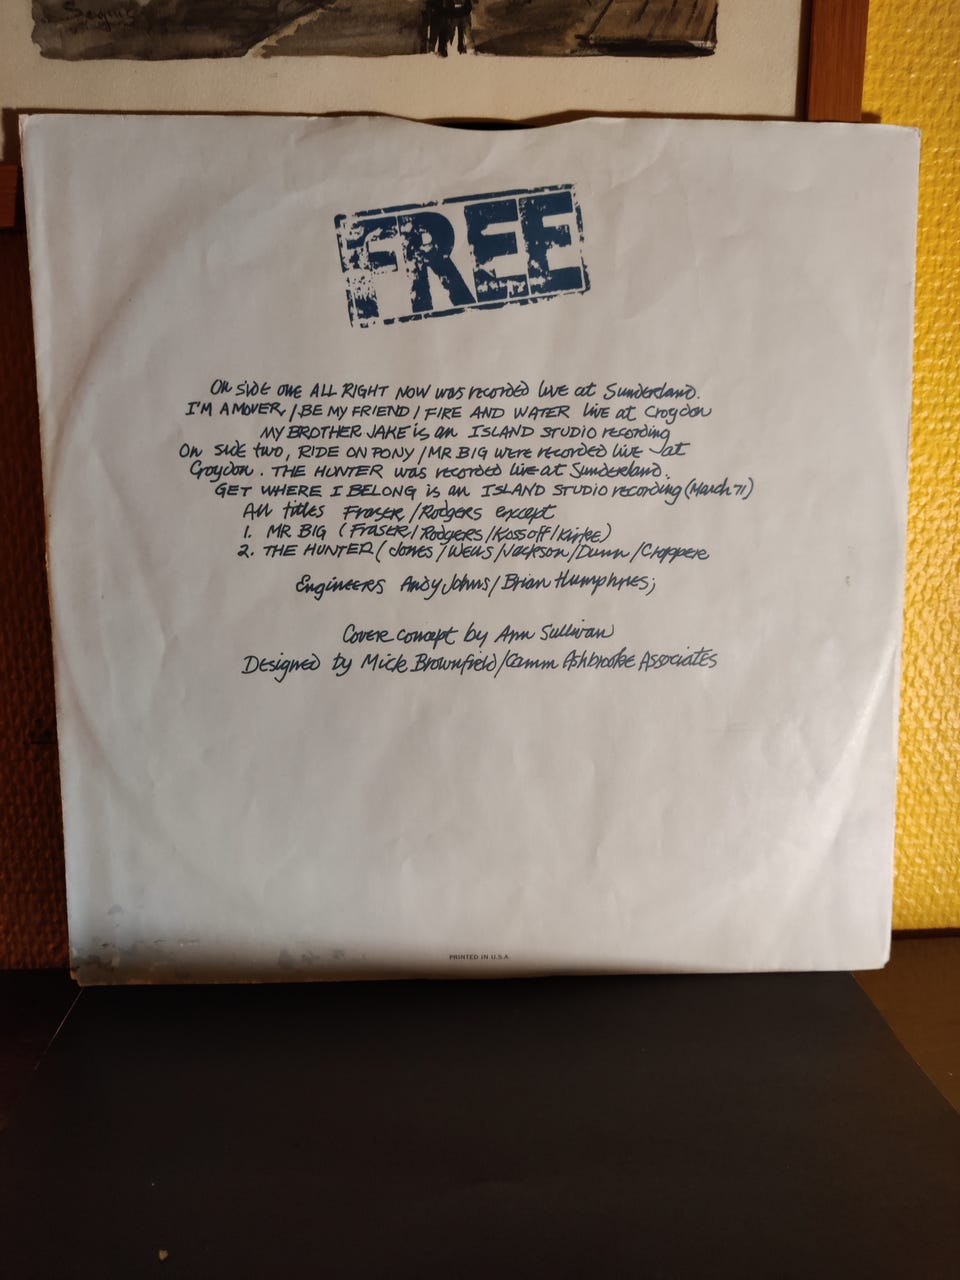 FREE
On side one ALL RIGHT NOW was recorded live at Sunderland.
I'M A MOVER / BE MY FRIEND / FIRE AND WATER live at Croydon
MY BROTHER JAKE is an ISLAND STUDIO recording
On side two, RIDE ON PONY / MR BIG were recorded live at
Croydon. THE HUNTER was recorded live at Sunderland.
GET WHERE I BELONG is an ISLAND STUDIO recording (March 71)
All titles Fraser / Rodgers except
1. MR BIG (Fraser / Rodgers / Kossoff / Kirke)
2. THE HUNTER ( Jones / Wells / Jackson / Dunn / Croppere
Engineers Andy Johns / Brian Humphries;
Cover concept by Ann Sullivan
Designed by Mick Brownfield / Camm Ashbrooke Associates
PRINTED IN U.S.A.